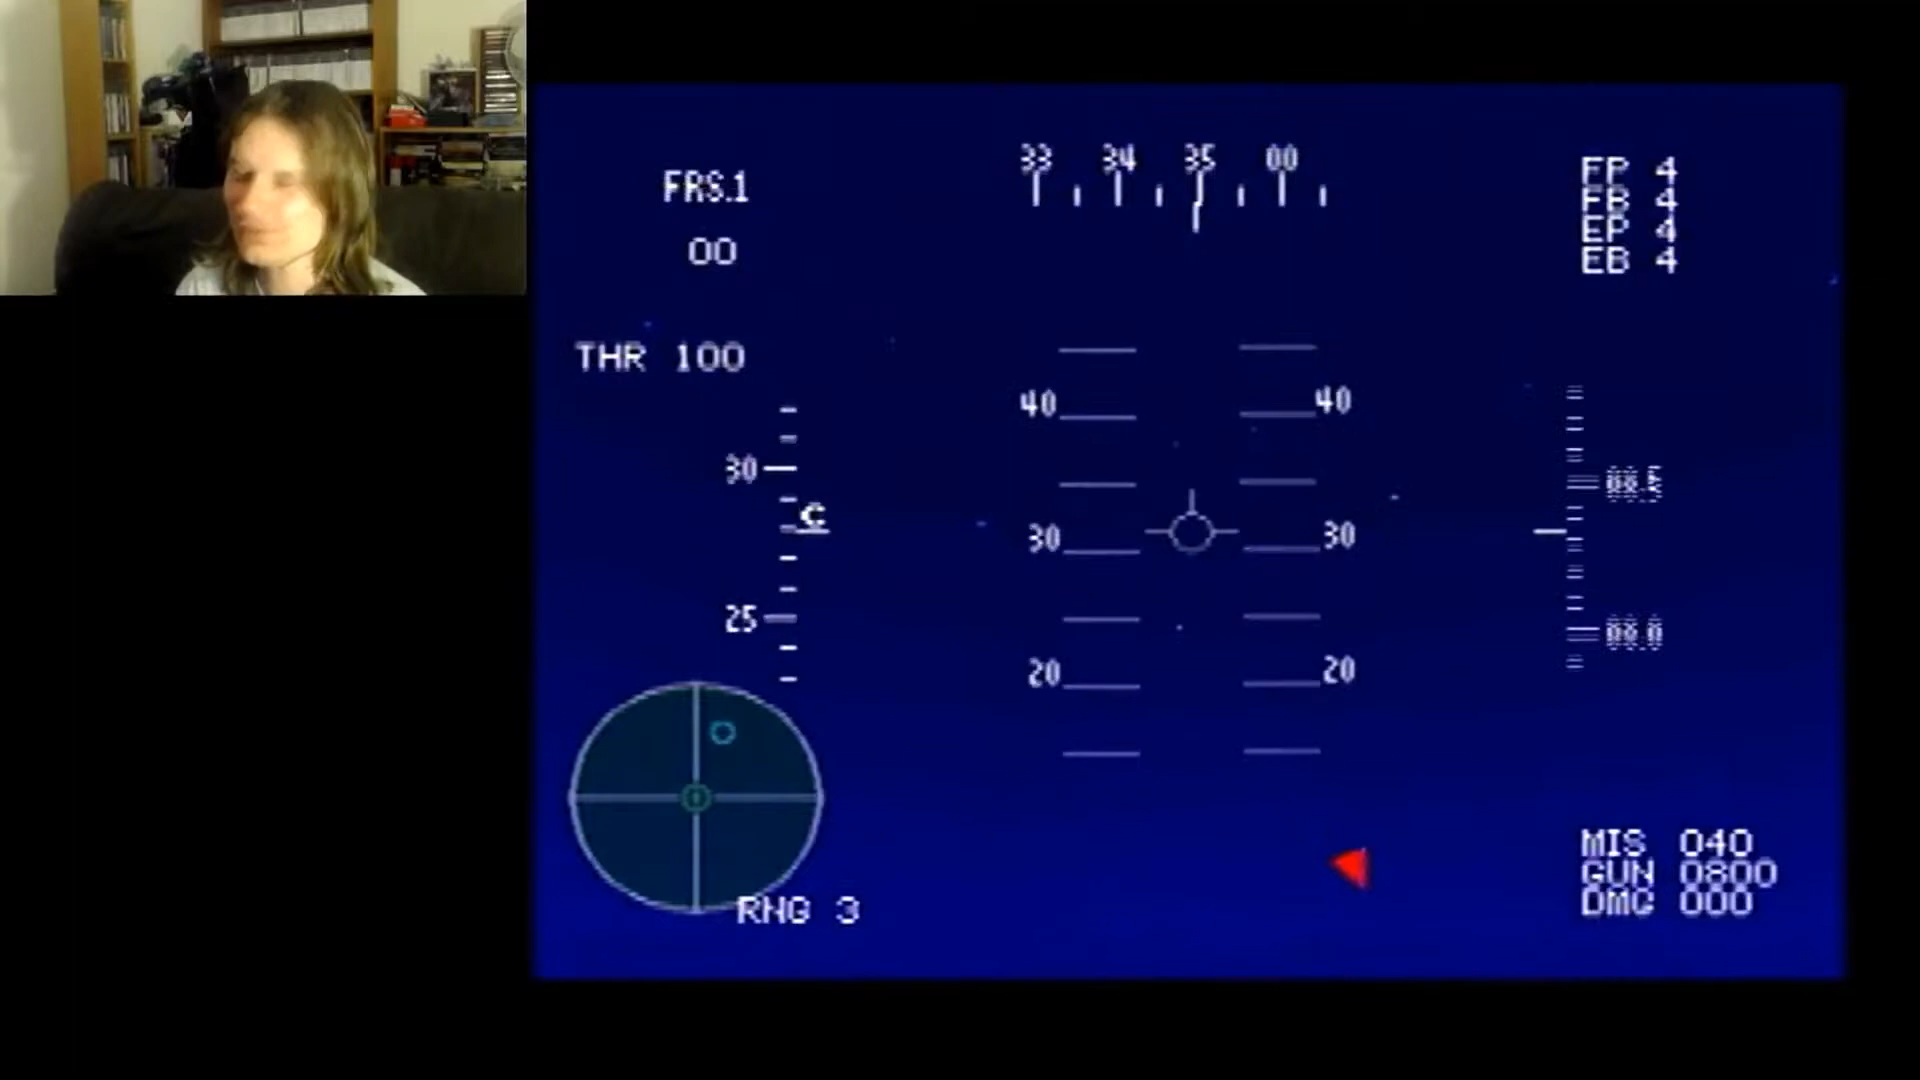 33 34 35 00
FRS.1
00
FP 4
FB 4
EP 4
EB 4
THR 100
40 40
30
C
30 30
25
20 20
MIS 040
GUN 0800
DMG 000
RNG 3